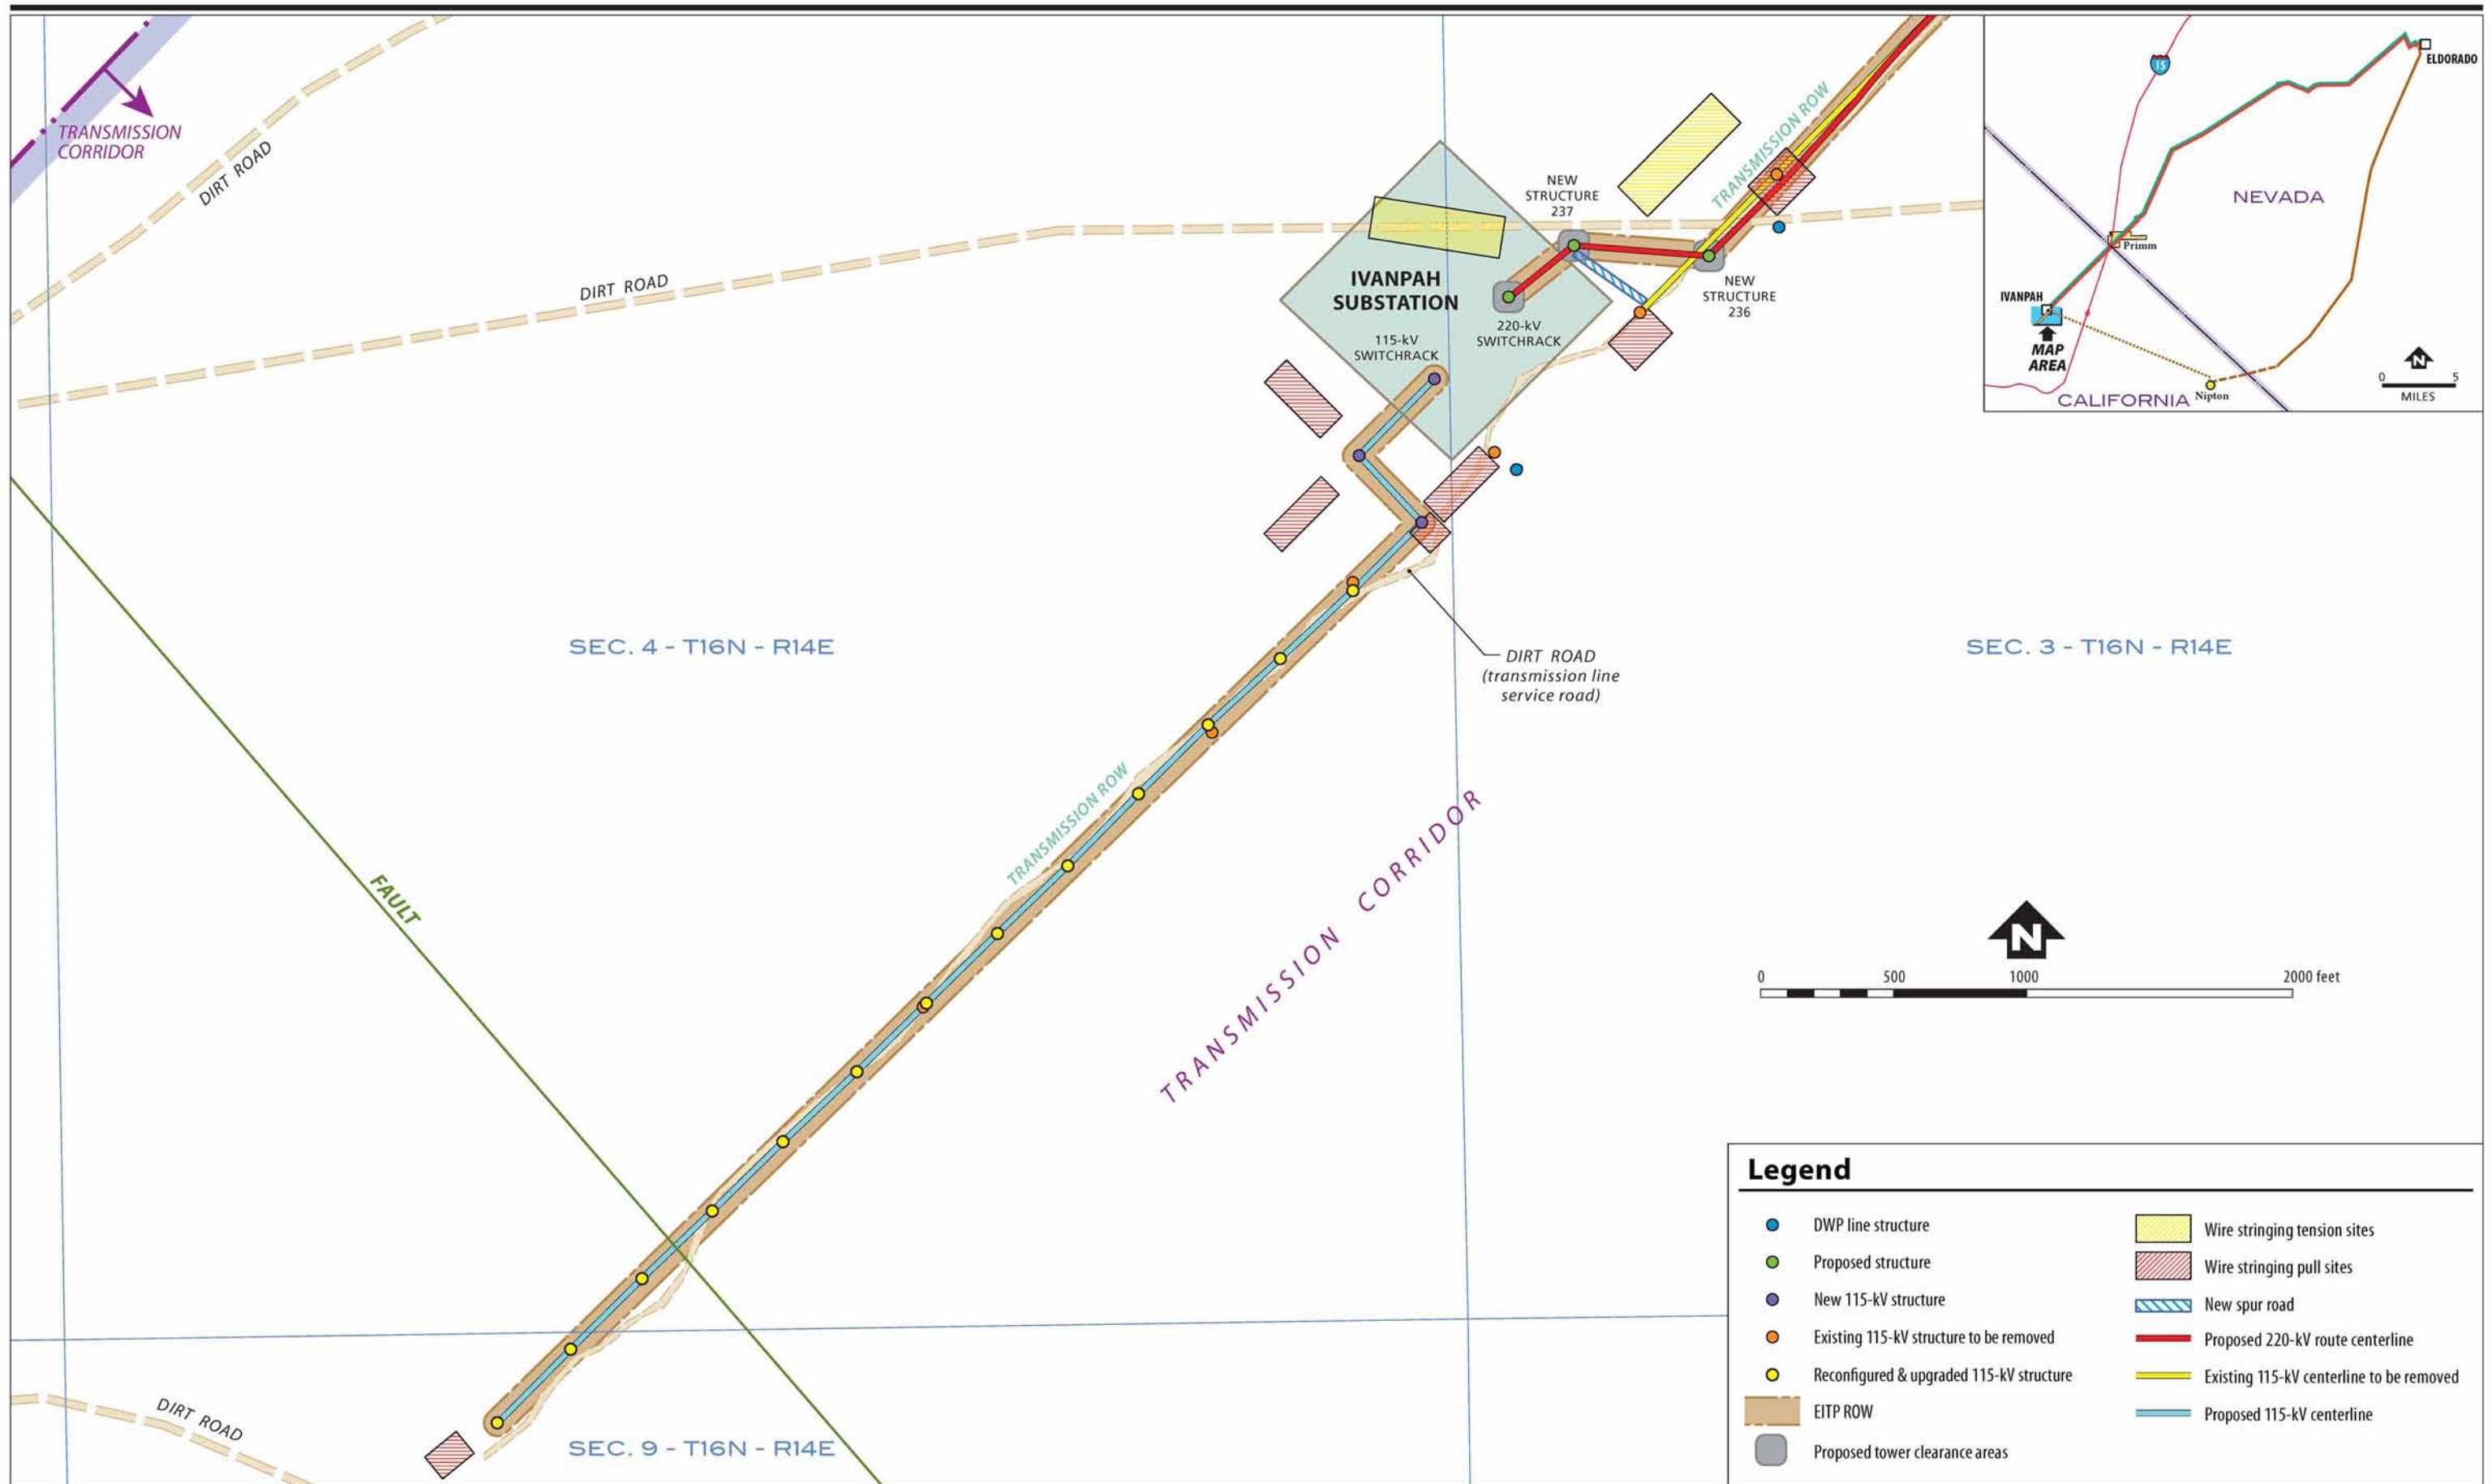 TRANSMISSION
CORRIDOR
DIRT ROAD
DIRT ROAD
TRANSMISSION ROW
NEW
STRUCTURE
237
IVANPAH
SUBSTATION
NEW
STRUCTURE
236
220-kV
SWITCHRACK
115-kV
SWITCHRACK
15
ELDORADO
NEVADA
Primm
IVANPAH
MAP
AREA
CALIFORNIA
Nipton
N
0 5
MILES
SEC. 4 - T16N - R14E
SEC. 3 - T16N - R14E
DIRT ROAD
(transmission line
service road)
TRANSMISSION ROW
FAULT
TRANSMISSION CORRIDOR
N
0 500 1000 2000 feet
DIRT ROAD
SEC. 9 - T16N - R14E
Legend
DWP line structure
Proposed structure
New 115-kV structure
Existing 115-kV structure to be removed
Reconfigured & upgraded 115-kV structure
EITP ROW
Proposed tower clearance areas
Wire stringing tension sites
Wire stringing pull sites
New spur road
Proposed 220-kV route centerline
Existing 115-kV centerline to be removed
Proposed 115-kV centerline